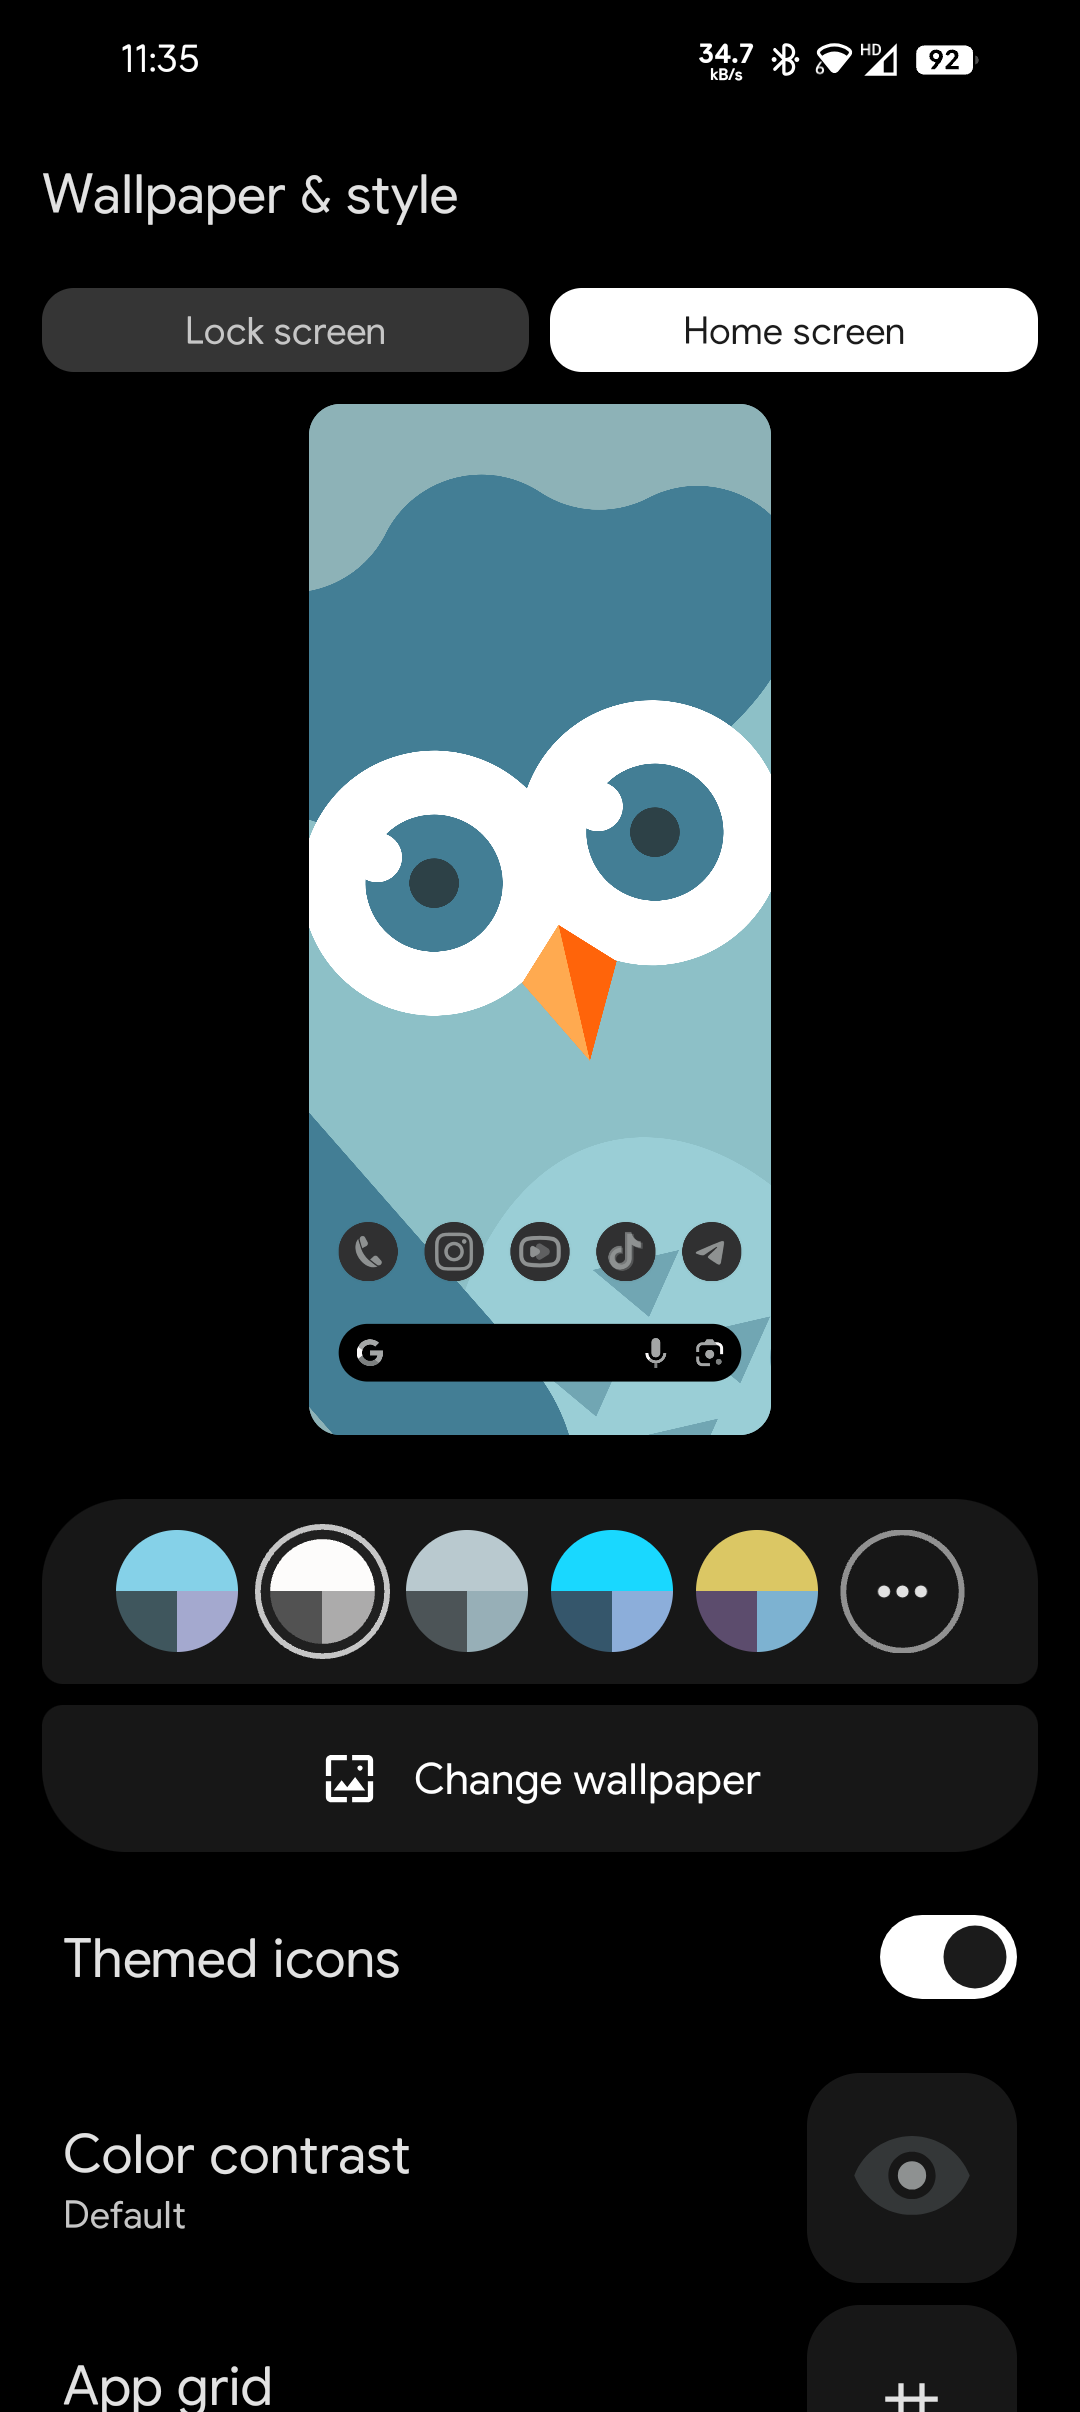 11:35
34.7
kB/s
6
HD
92
Wallpaper & style
Lock screen
Home screen
G
Change wallpaper
Themed icons
Color contrast
Default
App grid